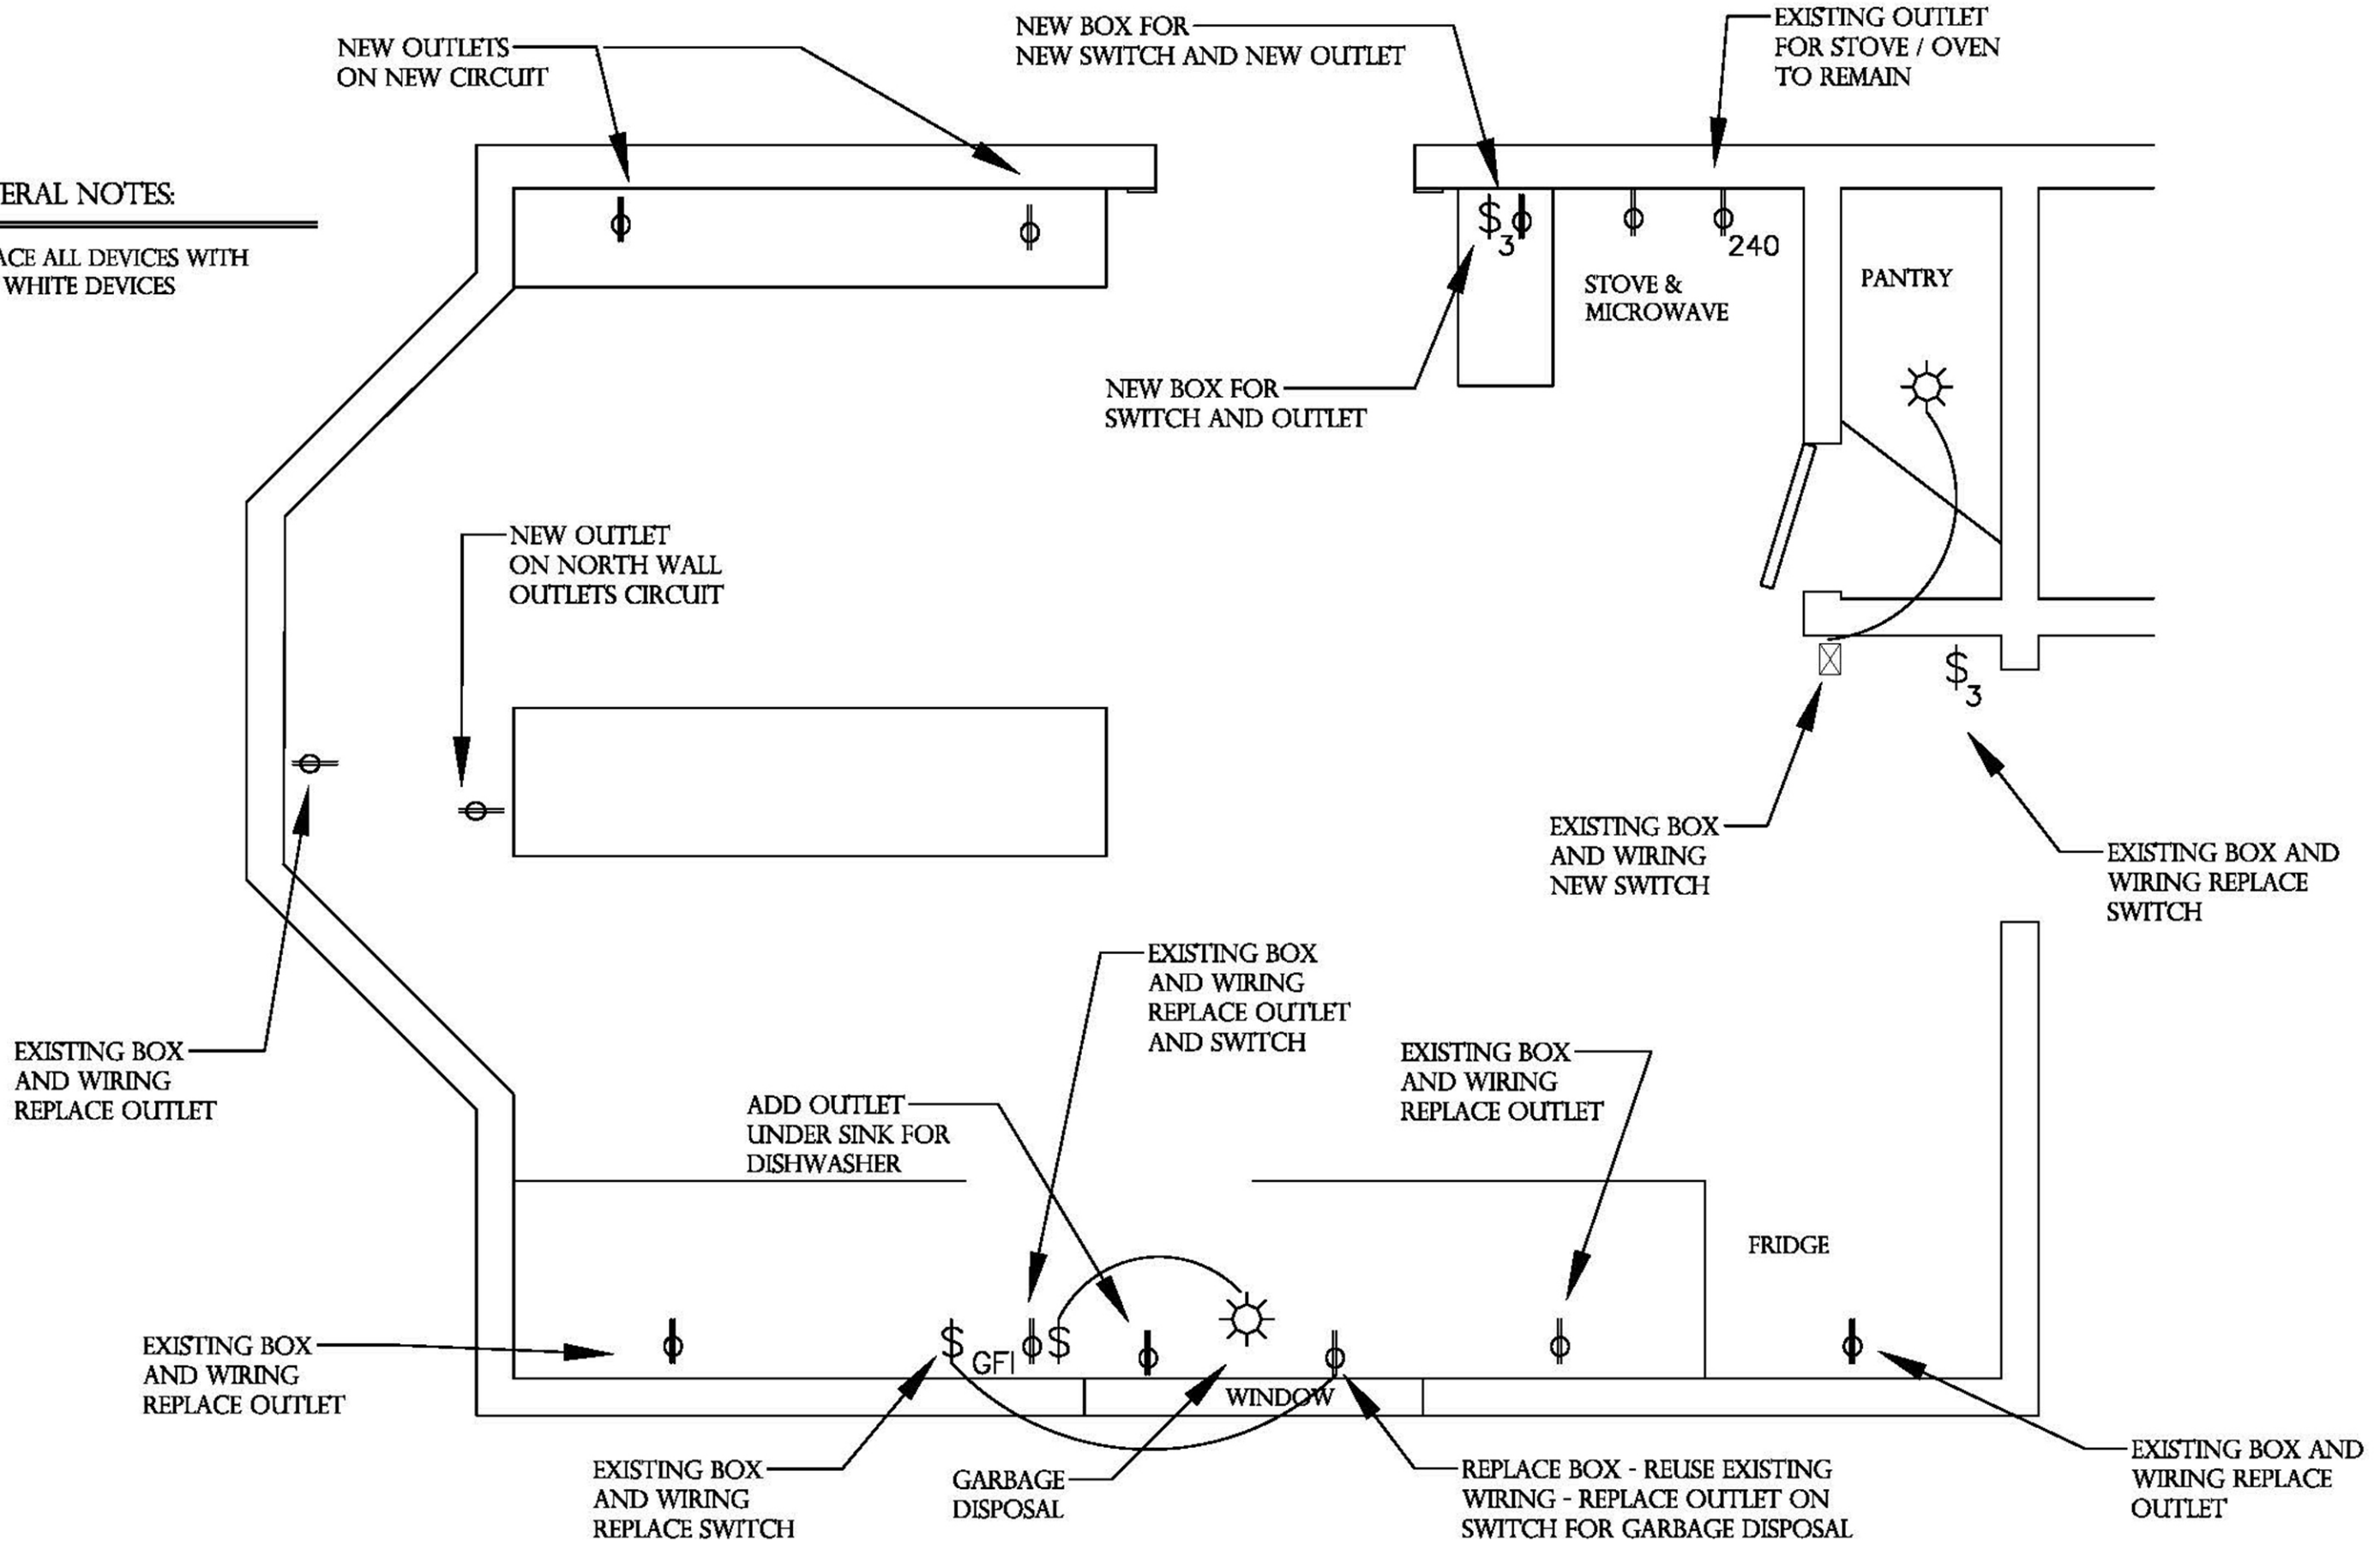 NEW OUTLETS
ON NEW CIRCUIT
NEW BOX FOR
NEW SWITCH AND NEW OUTLET
EXISTING OUTLET
FOR STOVE / OVEN
TO REMAIN
ERAL NOTES:
ACE ALL DEVICES WITH
WHITE DEVICES
$3
240
STOVE &
MICROWAVE
PANTRY
NEW BOX FOR
SWITCH AND OUTLET
NEW OUTLET
ON NORTH WALL
OUTLETS CIRCUIT
$3
EXISTING BOX
AND WIRING
NEW SWITCH
EXISTING BOX AND
WIRING REPLACE
SWITCH
EXISTING BOX
AND WIRING
REPLACE OUTLET
AND SWITCH
EXISTING BOX
AND WIRING
REPLACE OUTLET
EXISTING BOX
AND WIRING
REPLACE OUTLET
ADD OUTLET
UNDER SINK FOR
DISHWASHER
FRIDGE
EXISTING BOX
AND WIRING
REPLACE OUTLET
$
GFI
$
WINDOW
EXISTING BOX
AND WIRING
REPLACE SWITCH
GARBAGE
DISPOSAL
REPLACE BOX - REUSE EXISTING
WIRING - REPLACE OUTLET ON
SWITCH FOR GARBAGE DISPOSAL
EXISTING BOX AND
WIRING REPLACE
OUTLET